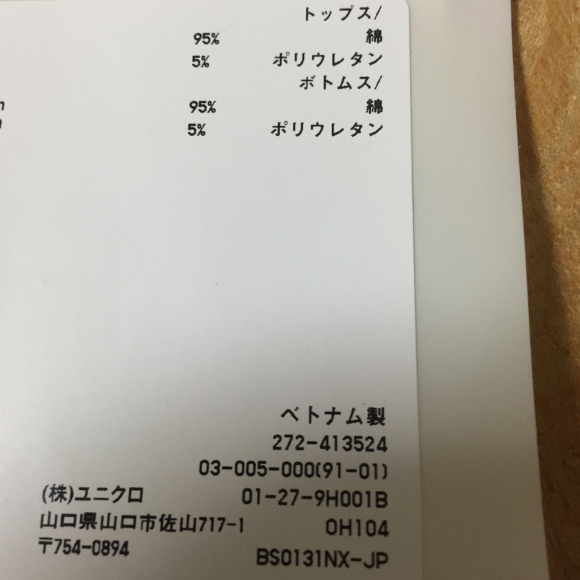 トップス/
95% 綿
5% ポリウレタン
ボトムス/
95% 綿
5% ポリウレタン
ベトナム製
272-413524
03-005-000(91-01)
(株)ユニクロ 01-27-9H001B
山口県山口市佐山717-1 0H104
〒754-0894 BS0131NX-JP